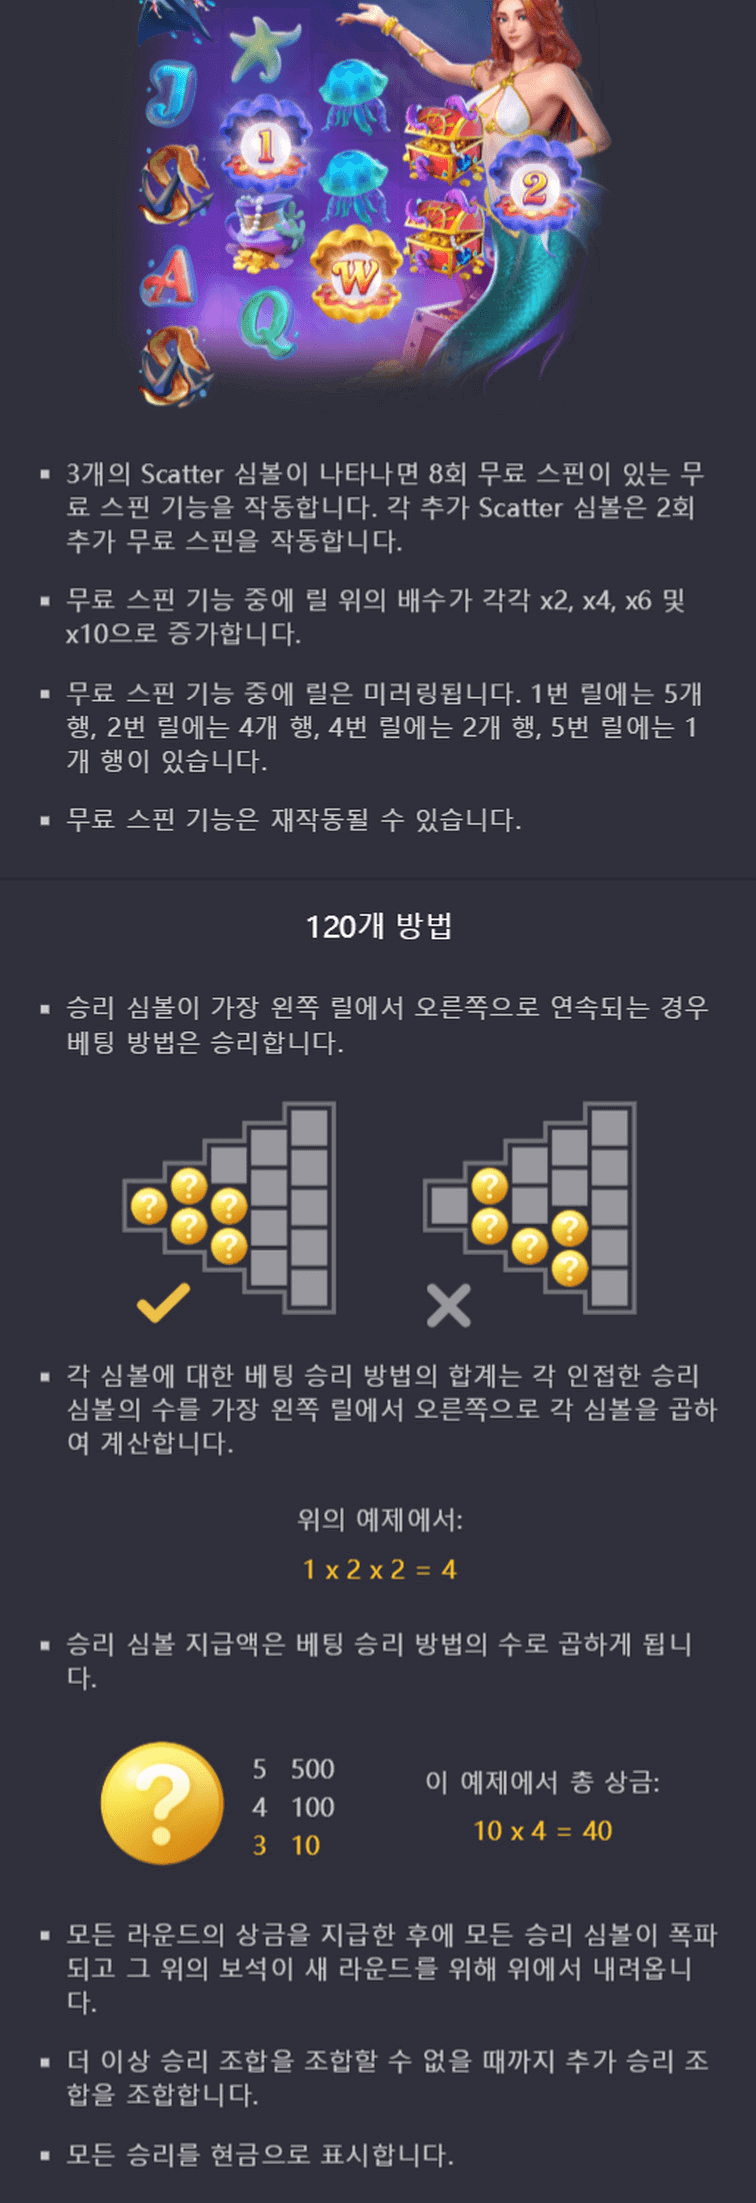 J
1
2
A
W
Q
▪ 3개의 Scatter 심볼이 나타나면 8회 무료 스핀이 있는 무
료 스핀 기능을 작동합니다. 각 추가 Scatter 심볼은 2회
추가 무료 스핀을 작동합니다.
▪ 무료 스핀 기능 중에 릴 위의 배수가 각각 x2, x4, x6 및
x10으로 증가합니다.
▪ 무료 스핀 기능 중에 릴은 미러링됩니다. 1번 릴에는 5개
행, 2번 릴에는 4개 행, 4번 릴에는 2개 행, 5번 릴에는 1
개 행이 있습니다.
▪ 무료 스핀 기능은 재작동될 수 있습니다.
120개 방법
▪ 승리 심볼이 가장 왼쪽 릴에서 오른쪽으로 연속되는 경우
베팅 방법은 승리합니다.
? ? ? ? ?
? ? ? ? ?
▪ 각 심볼에 대한 베팅 승리 방법의 합계는 각 인접한 승리
심볼의 수를 가장 왼쪽 릴에서 오른쪽으로 각 심볼을 곱하
여 계산합니다.
위의 예제에서:
1 x 2 x 2 = 4
▪ 승리 심볼 지급액은 베팅 승리 방법의 수로 곱하게 됩니
다.
?
5 500
4 100
3 10
이 예제에서 총 상금:
10 x 4 = 40
▪ 모든 라운드의 상금을 지급한 후에 모든 승리 심볼이 폭파
되고 그 위의 보석이 새 라운드를 위해 위에서 내려옵니
다.
▪ 더 이상 승리 조합을 조합할 수 없을 때까지 추가 승리 조
합을 조합합니다.
▪ 모든 승리를 현금으로 표시합니다.